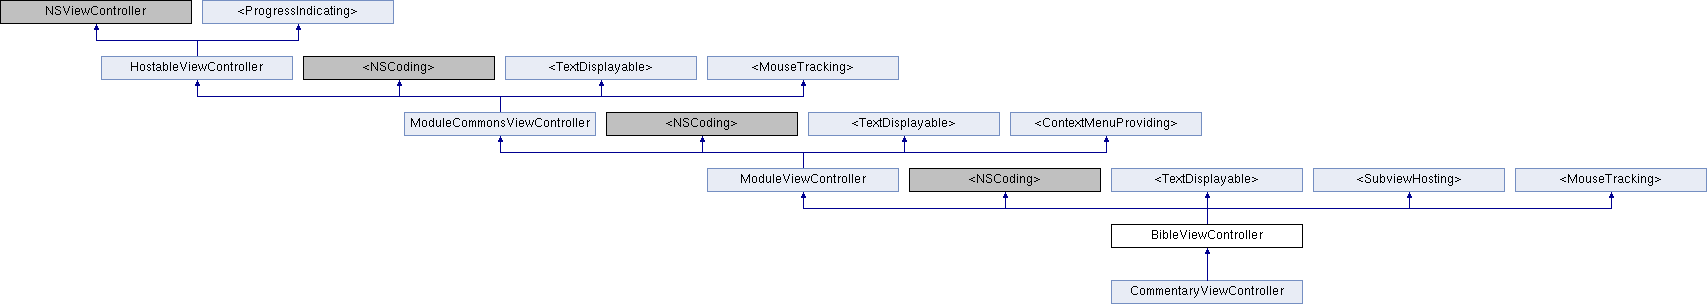 NSViewController
<ProgressIndicating>
HostableViewController
<NSCoding>
<TextDisplayable>
<MouseTracking>
ModuleCommonsViewController
<NSCoding>
<TextDisplayable>
<ContextMenuProviding>
ModuleViewController
<NSCoding>
<TextDisplayable>
<SubviewHosting>
<MouseTracking>
BibleViewController
CommentaryViewController